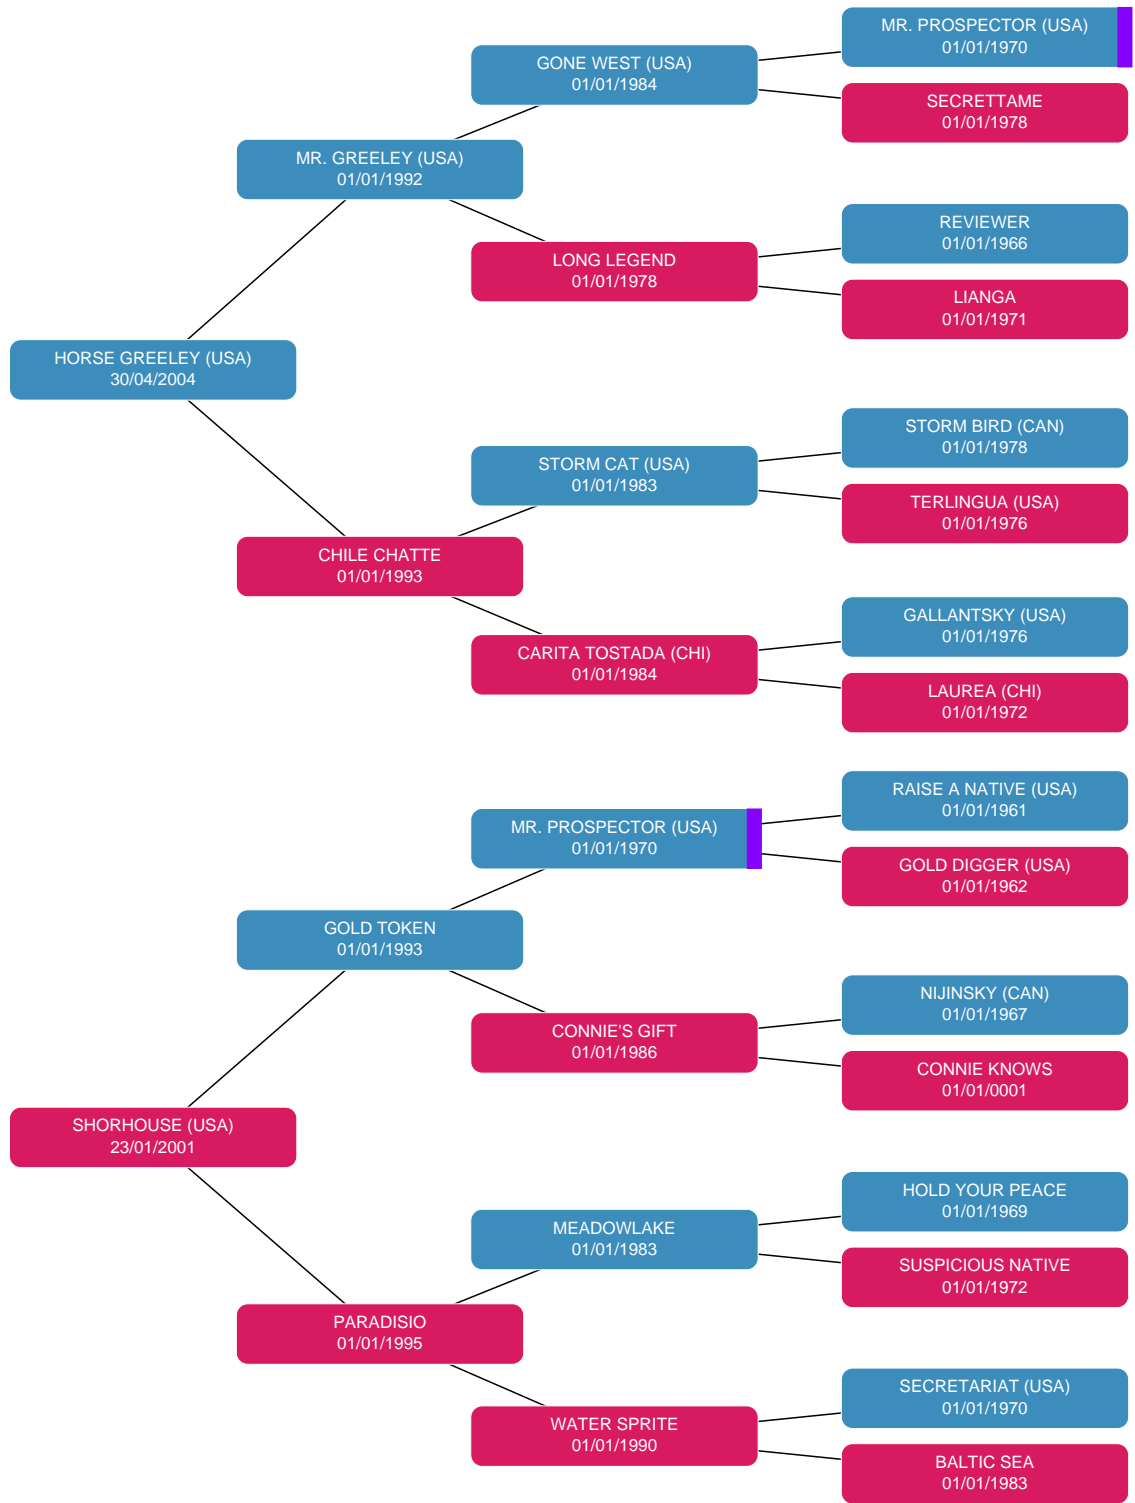 MR. PROSPECTOR (USA)
01/01/1970
GONE WEST (USA)
01/01/1984
SECRETTAME
01/01/1978
MR. GREELEY (USA)
01/01/1992
REVIEWER
01/01/1966
LONG LEGEND
01/01/1978
LIANGA
01/01/1971
HORSE GREELEY (USA)
30/04/2004
STORM BIRD (CAN)
01/01/1978
STORM CAT (USA)
01/01/1983
TERLINGUA (USA)
01/01/1976
CHILE CHATTE
01/01/1993
GALLANTSKY (USA)
01/01/1976
CARITA TOSTADA (CHI)
01/01/1984
LAUREA (CHI)
01/01/1972
RAISE A NATIVE (USA)
01/01/1961
MR. PROSPECTOR (USA)
01/01/1970
GOLD DIGGER (USA)
01/01/1962
GOLD TOKEN
01/01/1993
NIJINSKY (CAN)
01/01/1967
CONNIE'S GIFT
01/01/1986
CONNIE KNOWS
01/01/0001
SHORHOUSE (USA)
23/01/2001
HOLD YOUR PEACE
01/01/1969
MEADOWLAKE
01/01/1983
SUSPICIOUS NATIVE
01/01/1972
PARADISIO
01/01/1995
SECRETARIAT (USA)
01/01/1970
WATER SPRITE
01/01/1990
BALTIC SEA
01/01/1983